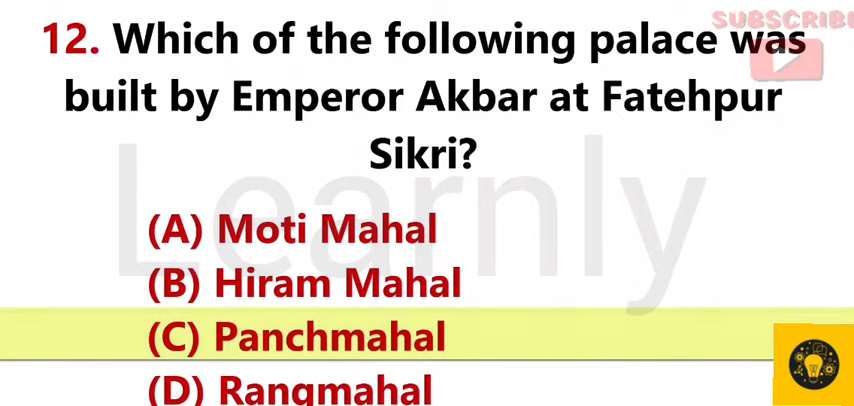 SUBSCRIBE
12. Which of the following palace was
built by Emperor Akbar at Fatehpur
Sikri?
Learnly
(A) Moti Mahal
(B) Hiram Mahal
(C) Panchmahal
(D) Rangmahal